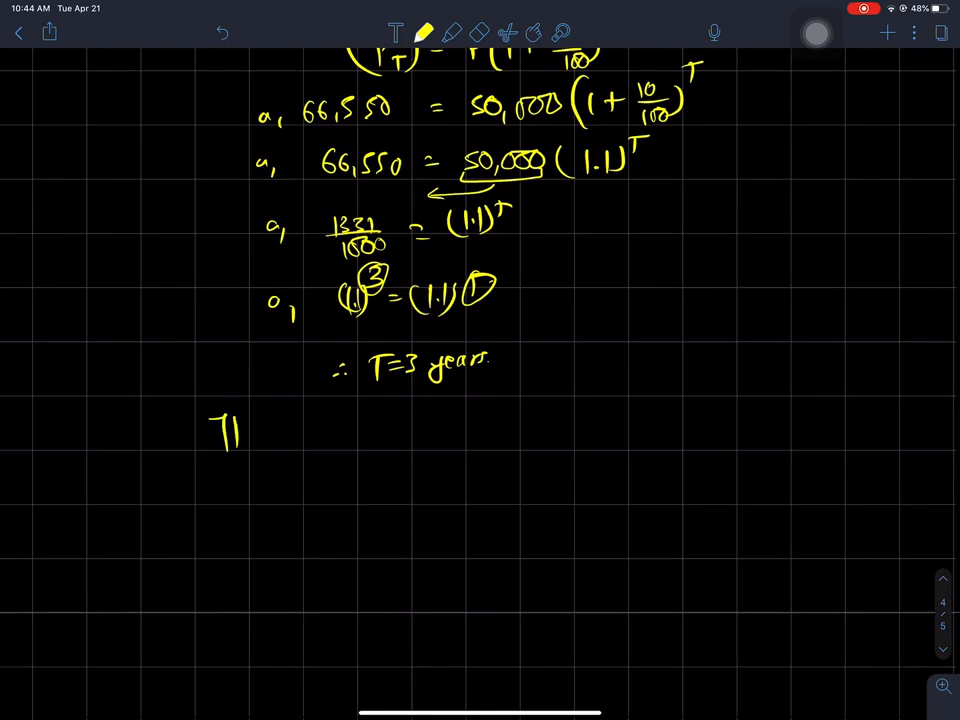 10:44 AM Tue Apr 21
48%
a, 66,550 = 50,000 (1 + 10/100)^T
a, 66,550 = 50,000 (1.1)^T
a, 1331/1000 = (1.1)^T
o, (1.1)^3 = (1.1)^T
∴ T=3 years.
4
5